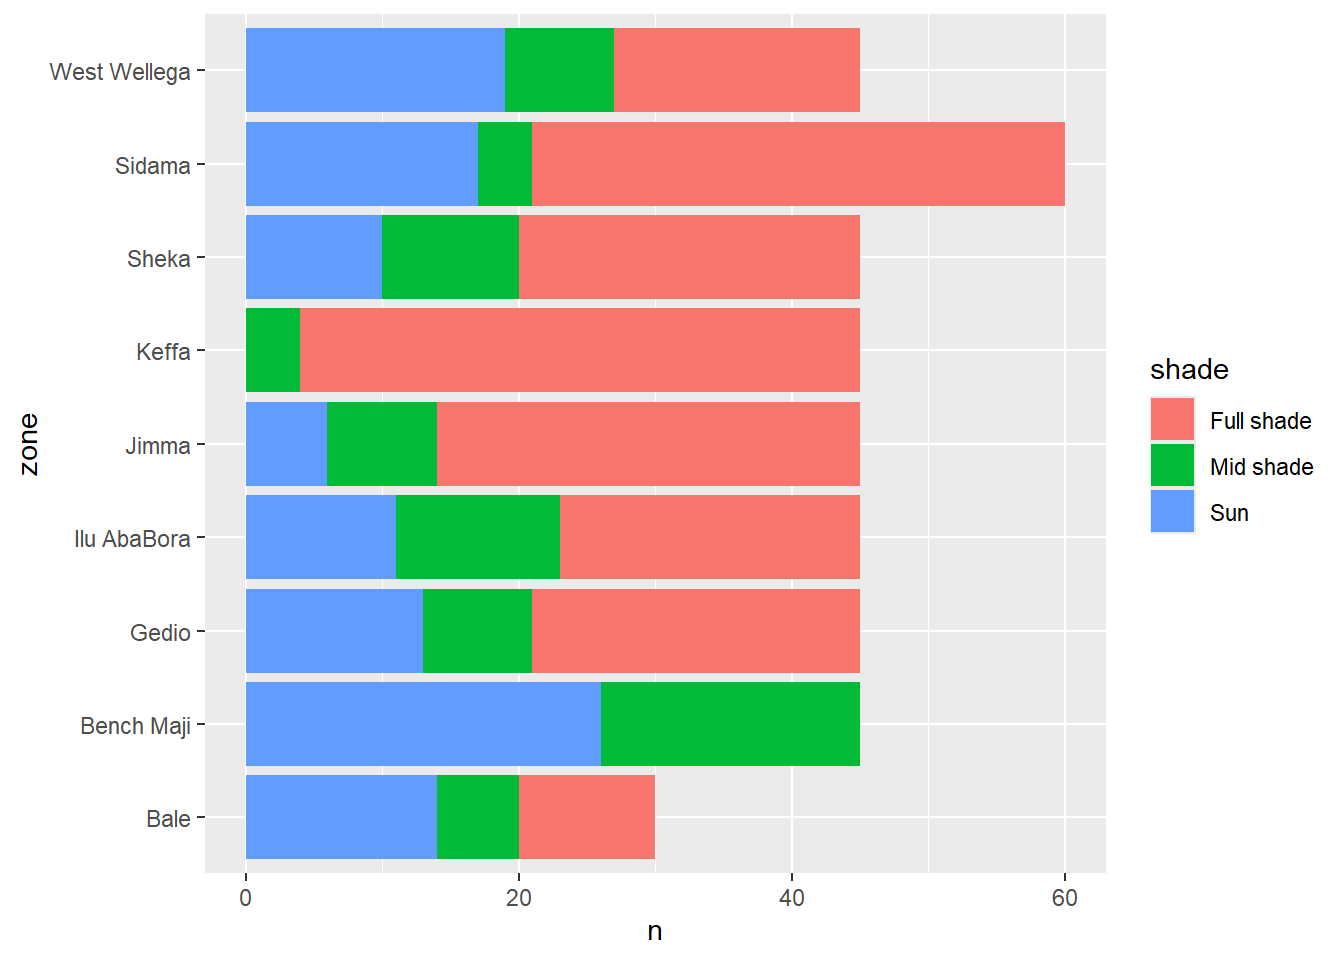 West Wellega
Sidama
Sheka
Keffa
Jimma
Ilu AbaBora
Gedio
Bench Maji
Bale
zone
0 20 40 60
n
shade
Full shade
Mid shade
Sun